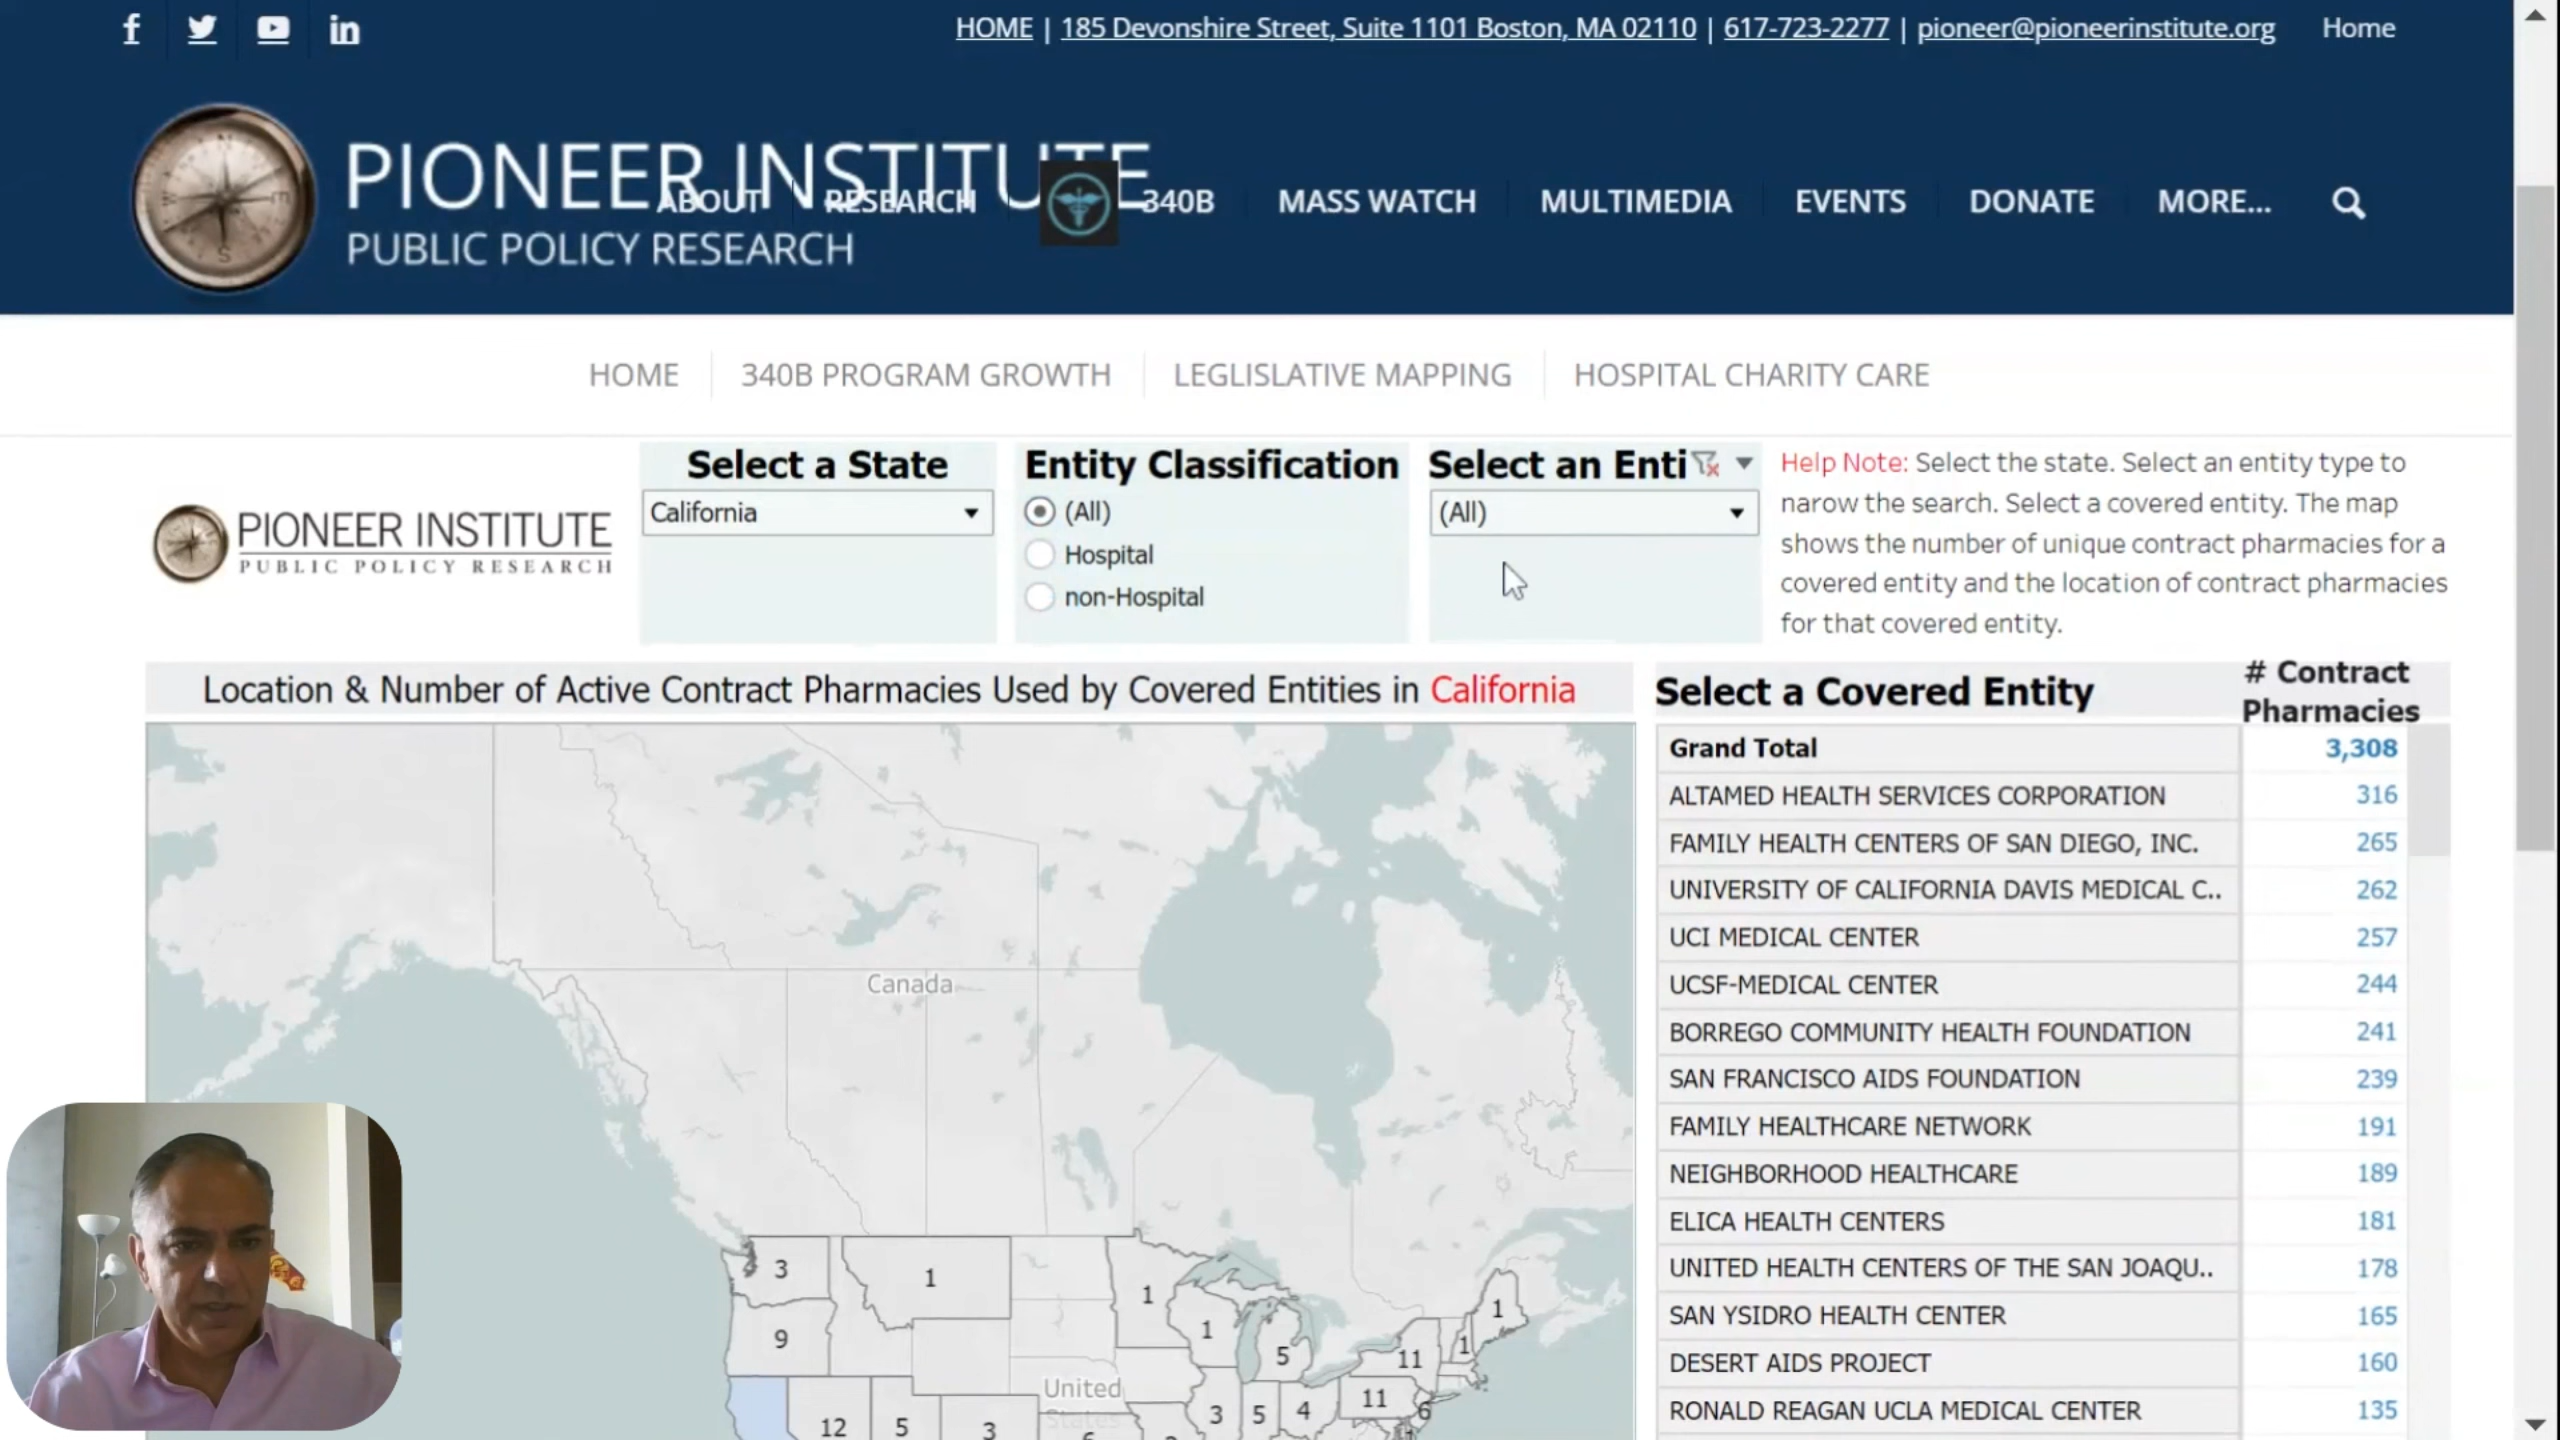 HOME | 185 Devonshire Street, Suite 1101 Boston, MA 02110 | 617-723-2277 | pioneer@pioneerinstitute.org Home
PIONEER INSTITUTE
PUBLIC POLICY RESEARCH
ABOUT RESEARCH 340B MASS WATCH MULTIMEDIA EVENTS DONATE MORE...
HOME 340B PROGRAM GROWTH LEGLISLATIVE MAPPING HOSPITAL CHARITY CARE
PIONEER INSTITUTE
PUBLIC POLICY RESEARCH
Select a State
California
Entity Classification
(All)
Hospital
non-Hospital
Select an Enti
(All)
Help Note: Select the state. Select an entity type to
narow the search. Select a covered entity. The map
shows the number of unique contract pharmacies for a
covered entity and the location of contract pharmacies
for that covered entity.
Location & Number of Active Contract Pharmacies Used by Covered Entities in California
Canada
3 1 1 1
9 1 5 11 1
United
States
12 5 3 3 5 4 11 6
Select a Covered Entity # Contract
Pharmacies
Grand Total 3,308
ALTAMED HEALTH SERVICES CORPORATION 316
FAMILY HEALTH CENTERS OF SAN DIEGO, INC. 265
UNIVERSITY OF CALIFORNIA DAVIS MEDICAL C.. 262
UCI MEDICAL CENTER 257
UCSF-MEDICAL CENTER 244
BORREGO COMMUNITY HEALTH FOUNDATION 241
SAN FRANCISCO AIDS FOUNDATION 239
FAMILY HEALTHCARE NETWORK 191
NEIGHBORHOOD HEALTHCARE 189
ELICA HEALTH CENTERS 181
UNITED HEALTH CENTERS OF THE SAN JOAQU.. 178
SAN YSIDRO HEALTH CENTER 165
DESERT AIDS PROJECT 160
RONALD REAGAN UCLA MEDICAL CENTER 135